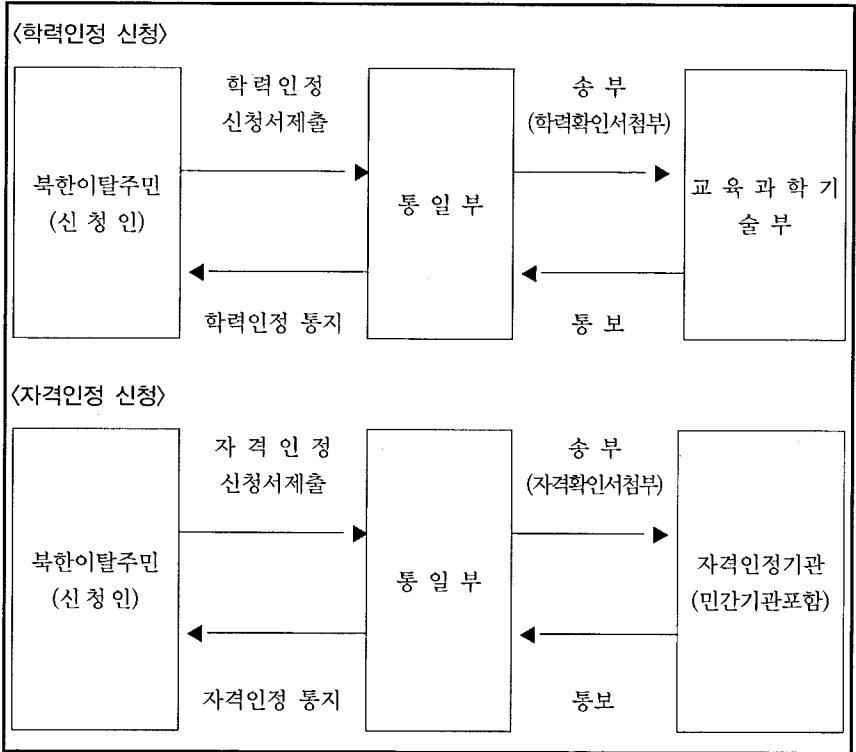 〈학력인정 신청〉
학력인정
신청서제출
송 부
(학력확인서첨부)
북한이탈주민
(신 청 인)
통 일 부
교 육 과 학 기
술 부
학력인정 통지
통 보
〈자격인정 신청〉
자 격 인 정
신청서제출
송 부
(자격확인서첨부)
북한이탈주민
(신 청 인)
통 일 부
자격인정기관
(민간기관포함)
자격인정 통지
통보